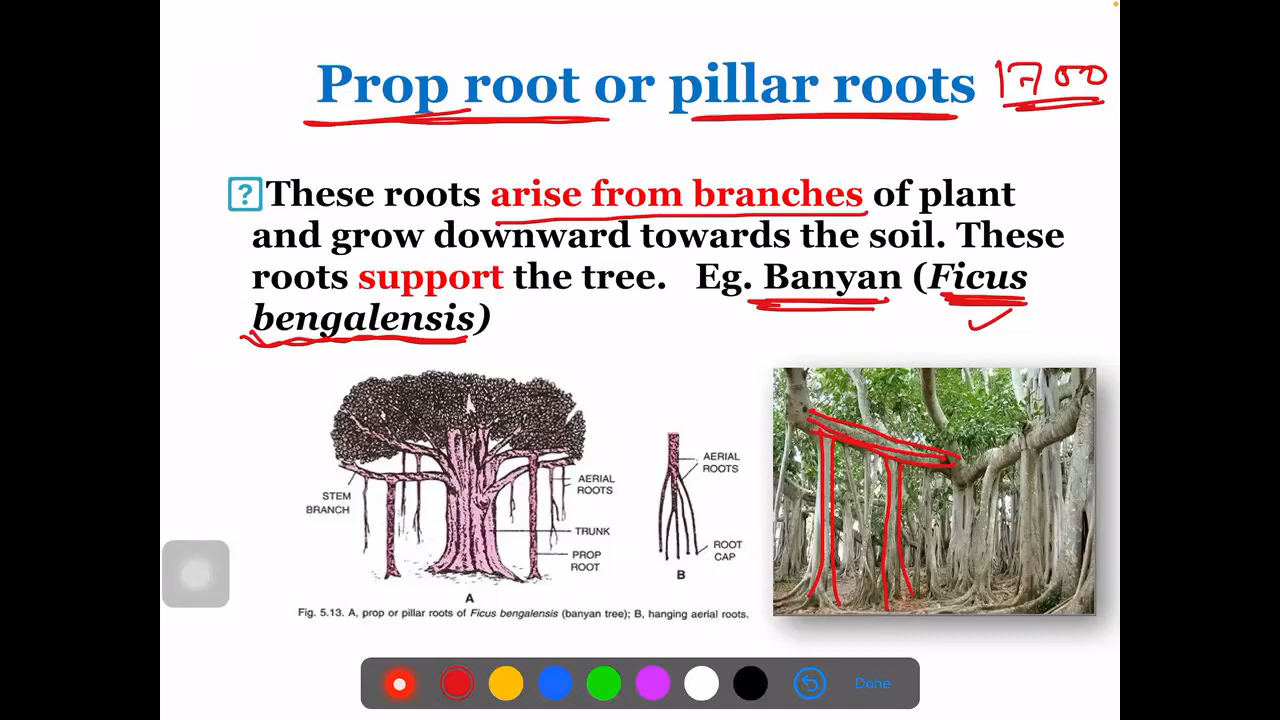 Prop root or pillar roots 1700
?These roots arise from branches of plant
and grow downward towards the soil. These
roots support the tree. Eg. Banyan (Ficus
bengalensis)
STEM
BRANCH
AERIAL
ROOTS
TRUNK
PROP
ROOT
A
AERIAL
ROOTS
ROOT
CAP
B
Fig. 5.13. A, prop or pillar roots of Ficus bengalensis (banyan tree); B, hanging aerial roots.
Done